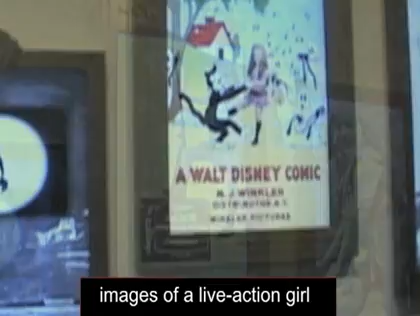 A WALT DISNEY COMIC
M. J. WINKLER
DISTRIBUTOR N.Y.
WINKLER PICTURES
images of a live-action girl